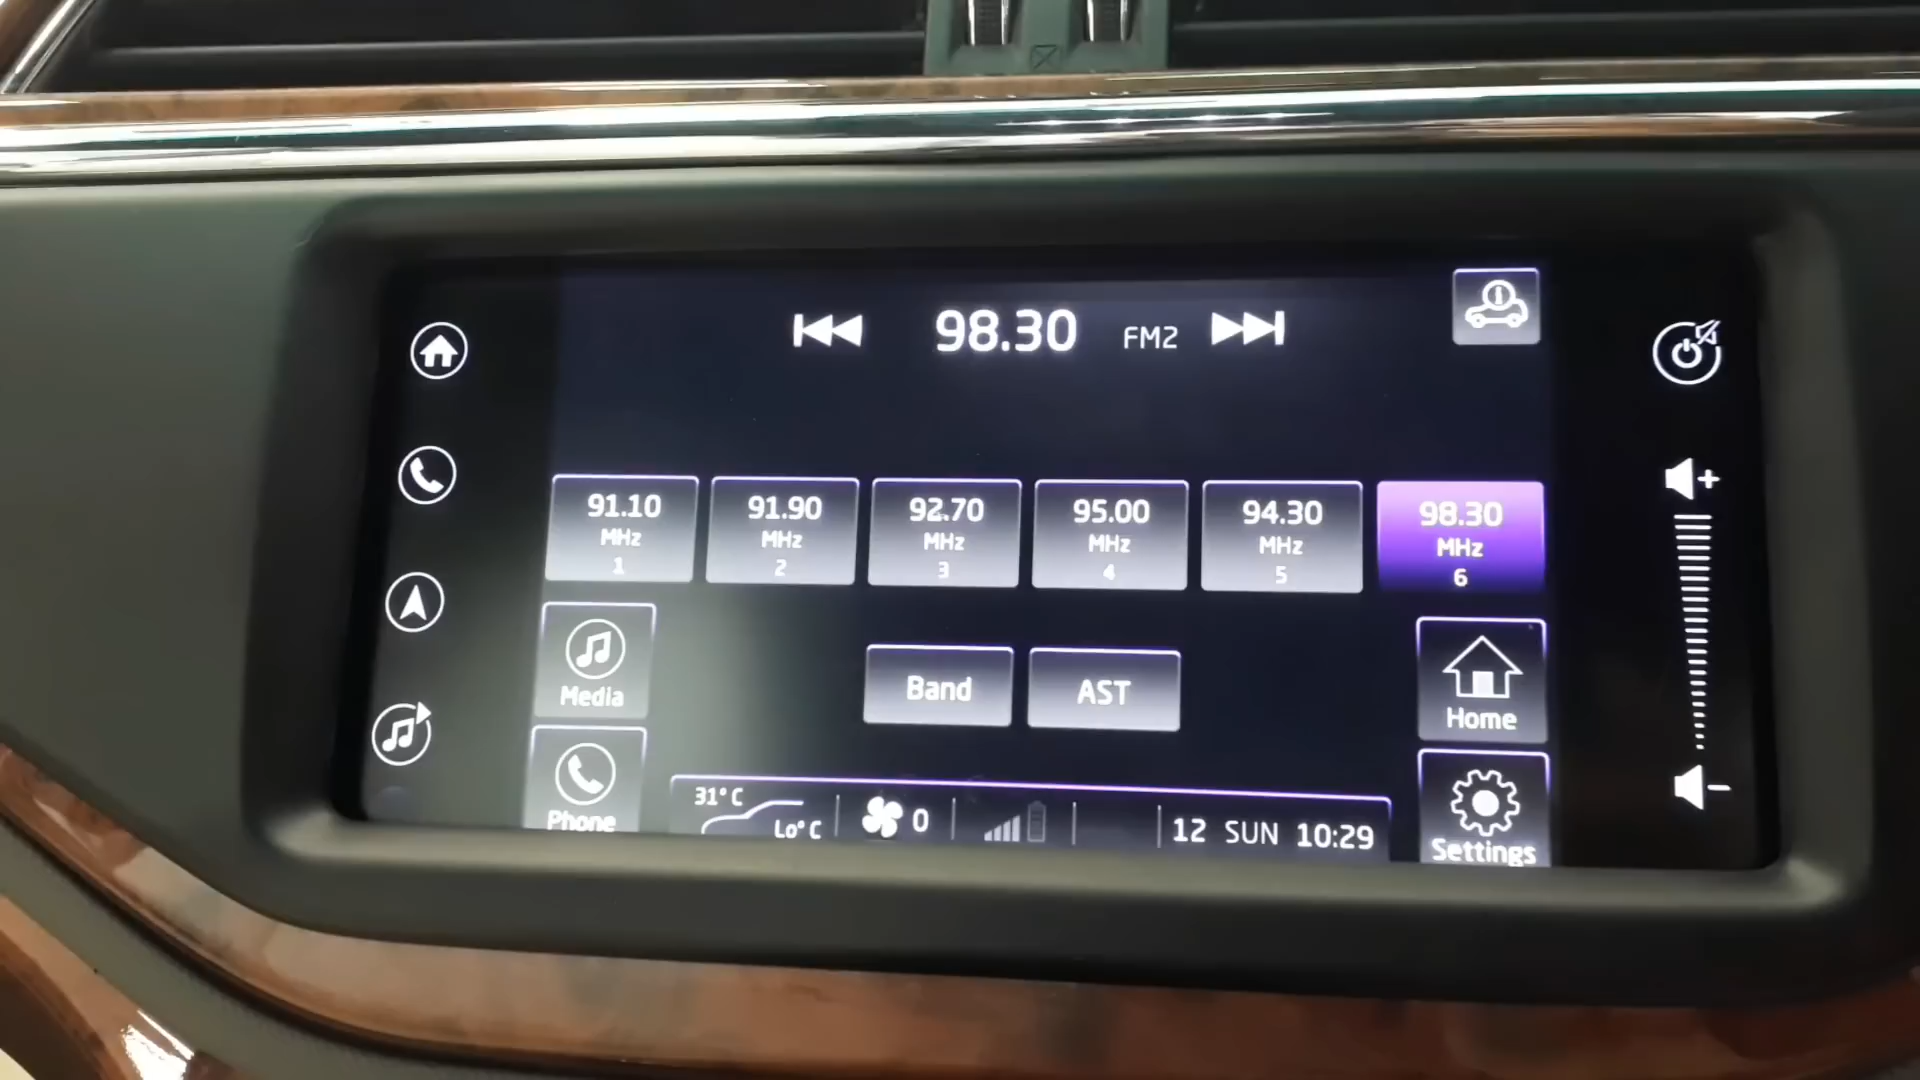 98.30 FM2
91.10 MHz 1
91.90 MHz 2
92.70 MHz 3
95.00 MHz 4
94.30 MHz 5
98.30 MHz 6
Media
Band
AST
Home
Phone
31°C
Lo°C
0
12 SUN 10:29
Settings